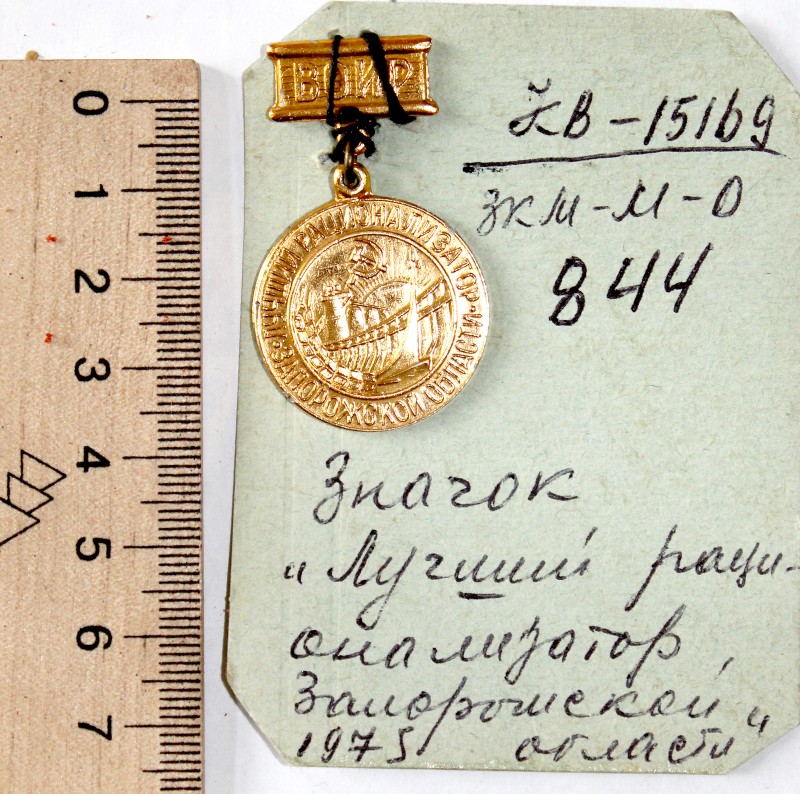 0
1
2
3
4
5
6
7
ВОИР
ЛУЧШИЙ РАЦИОНАЛИЗАТОР·
ЗАПОРОЖСКОЙ ОБЛАСТИ·
КВ-15169
ЗКМ-М-О
844
Значок
"Лучший раци-
онализатор
Запорожской
1975 области"